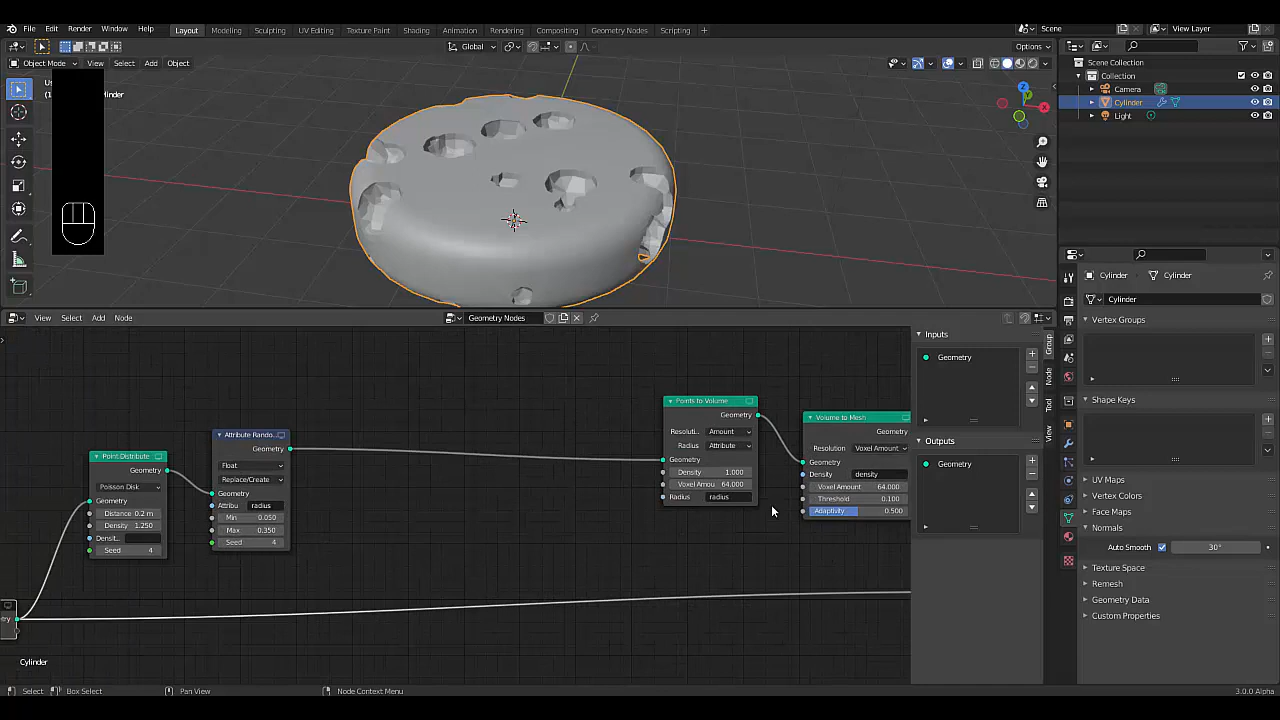 File Edit Render Window Help
Layout Modeling Sculpting UV Editing Texture Paint Shading Animation Rendering Compositing Geometry Nodes Scripting
Scene
View Layer
Object Mode View Select Add Object
Global
Options
Scene Collection
Collection
Camera
Cylinder
Light
View Select Add Node
Geometry Nodes
Point Distribute
Geometry
Poisson Disk
Geometry
Distance 0.2 m
Density 1.250
Densit..
Seed 4
Attribute Rando..
Geometry
Float
Replace/Create
Geometry
Attribu radius
Min 0.050
Max 0.350
Seed 4
Points to Volume
Geometry
Resoluti.. Amount
Radius Attribute
Geometry
Density 1.000
Voxel Amou 64.000
Radius radius
Volume to Mesh
Geometry
Resolution Voxel Amount
Geometry
Density density
Voxel Amount 64.000
Threshold 0.100
Adaptivity 0.500
Cylinder
Inputs
Geometry
Outputs
Geometry
Group
Node
Tool
View
Cylinder Cylinder
Cylinder
Vertex Groups
Shape Keys
UV Maps
Vertex Colors
Face Maps
Normals
Auto Smooth 30°
Texture Space
Remesh
Geometry Data
Custom Properties
Select Box Select Pan View Node Context Menu
3.0.0 Alpha